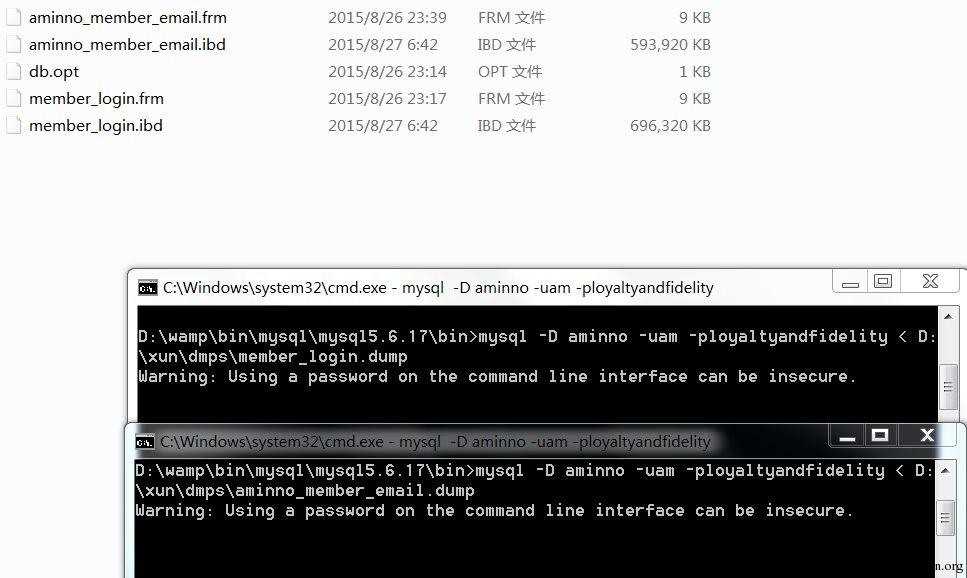 aminno_member_email.frm 2015/8/26 23:39 FRM 文件 9 KB
aminno_member_email.ibd 2015/8/27 6:42 IBD 文件 593,920 KB
db.opt 2015/8/26 23:14 OPT 文件 1 KB
member_login.frm 2015/8/26 23:17 FRM 文件 9 KB
member_login.ibd 2015/8/27 6:42 IBD 文件 696,320 KB
C:\Windows\system32\cmd.exe - mysql -D aminno -uam -ployaltyandfidelity
D:\wamp\bin\mysql\mysql5.6.17\bin>mysql -D aminno -uam -ployaltyandfidelity < D:
\xun\dmps\member_login.dump
Warning: Using a password on the command line interface can be insecure.
C:\Windows\system32\cmd.exe - mysql -D aminno -uam -ployaltyandfidelity
D:\wamp\bin\mysql\mysql5.6.17\bin>mysql -D aminno -uam -ployaltyandfidelity < D:
\xun\dmps\aminno_member_email.dump
Warning: Using a password on the command line interface can be insecure.
n.org